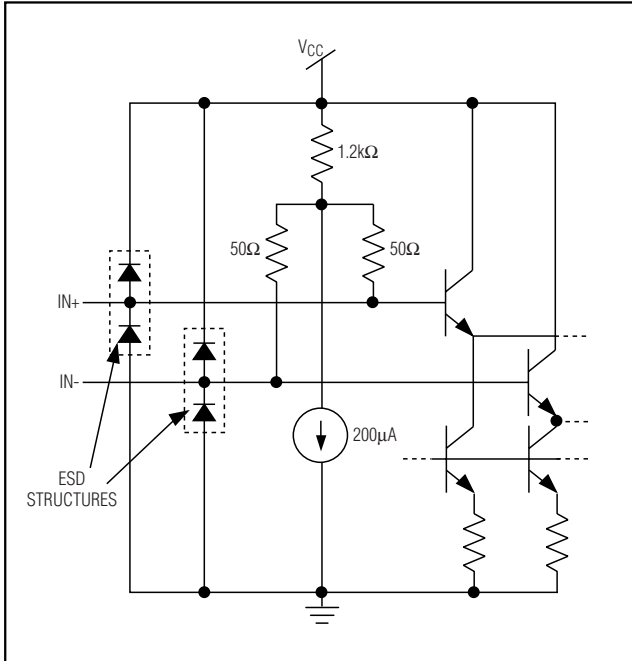 VCC
1.2kΩ
50Ω
50Ω
IN+
IN-
200μA
ESD
STRUCTURES